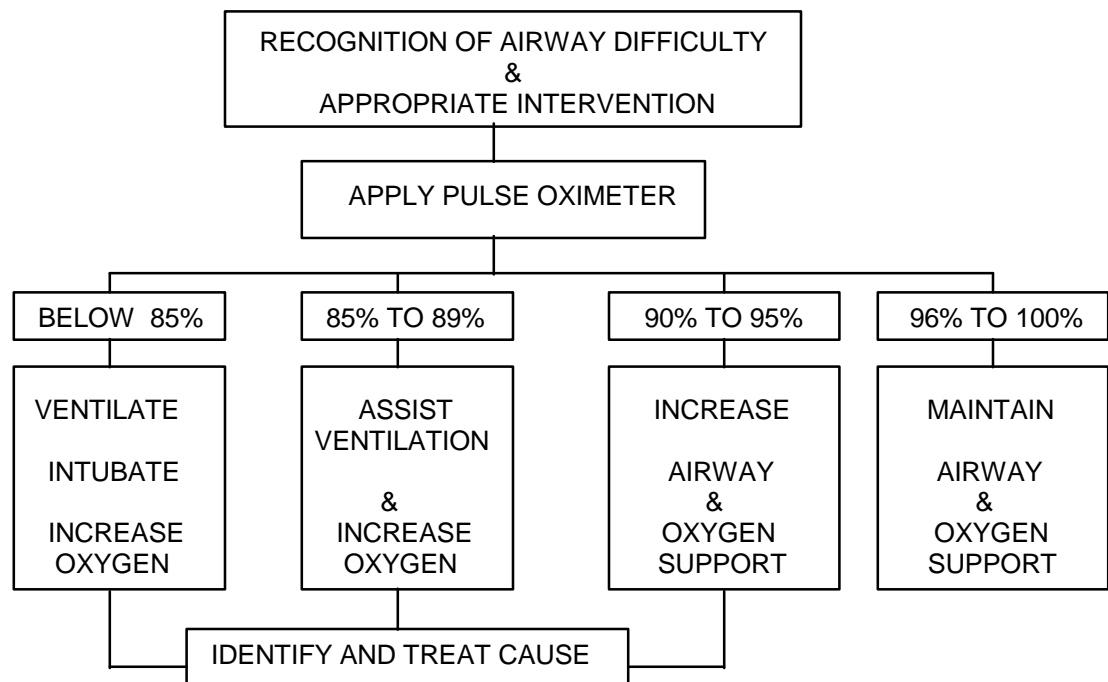 RECOGNITION OF AIRWAY DIFFICULTY
&
APPROPRIATE INTERVENTION
APPLY PULSE OXIMETER
BELOW 85%
85% TO 89%
90% TO 95%
96% TO 100%
VENTILATE
INTUBATE
INCREASE
OXYGEN
ASSIST
VENTILATION
&
INCREASE
OXYGEN
INCREASE
AIRWAY
&
OXYGEN
SUPPORT
MAINTAIN
AIRWAY
&
OXYGEN
SUPPORT
IDENTIFY AND TREAT CAUSE